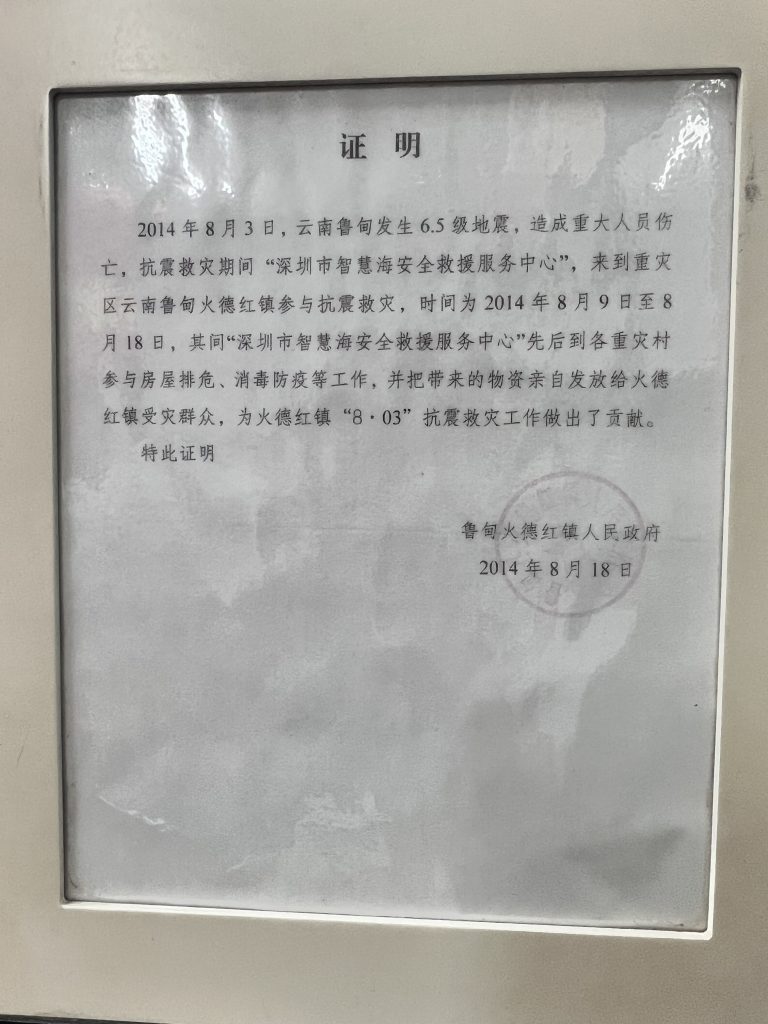 证 明
2014 年 8 月 3 日，云南鲁甸发生 6.5 级地震，造成重大人员伤
亡，抗震救灾期间“深圳市智慧海安全救援服务中心”，来到重灾
区云南鲁甸火德红镇参与抗震救灾，时间为 2014 年 8 月 9 日至 8
月 18 日，其间“深圳市智慧海安全救援服务中心”先后到各重灾村
参与房屋排危、消毒防疫等工作，并把带来的物资亲自发放给火德
红镇受灾群众，为火德红镇“8·03”抗震救灾工作做出了贡献。
特此证明
鲁甸火德红镇人民政府
2014 年 8 月 18 日